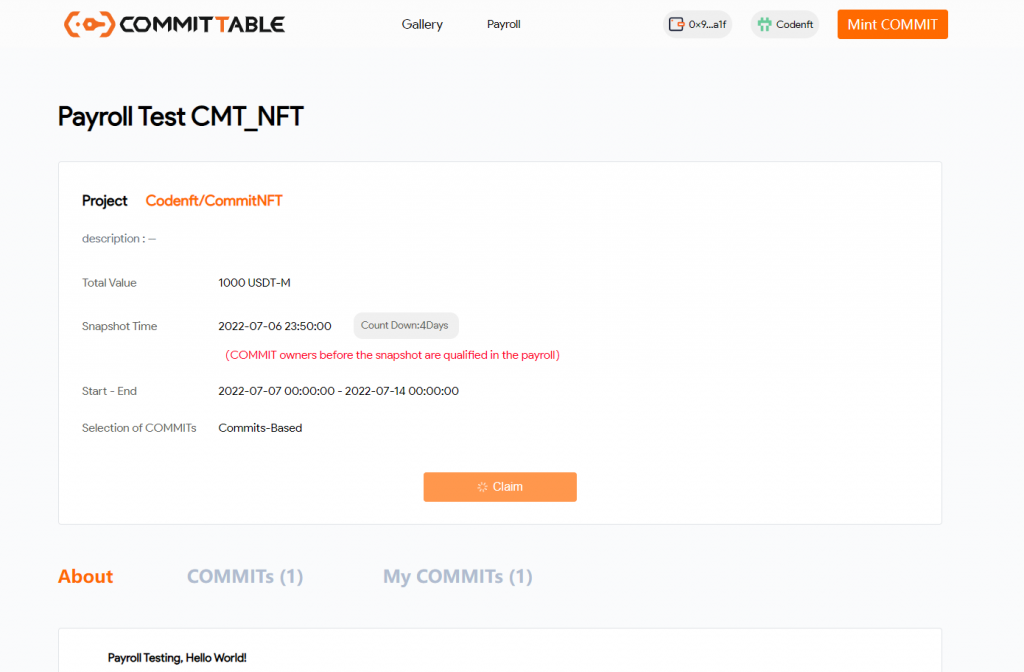 COMMITTABLE Gallery Payroll 0×9...a1f Codenft Mint COMMIT
Payroll Test CMT_NFT
Project Codenft/CommitNFT
description : --
Total Value 1000 USDT-M
Snapshot Time 2022-07-06 23:50:00 Count Down:4Days
(COMMIT owners before the snapshot are qualified in the payroll)
Start - End 2022-07-07 00:00:00 - 2022-07-14 00:00:00
Selection of COMMITs Commits-Based
Claim
About COMMITs (1) My COMMITs (1)
Payroll Testing, Hello World!